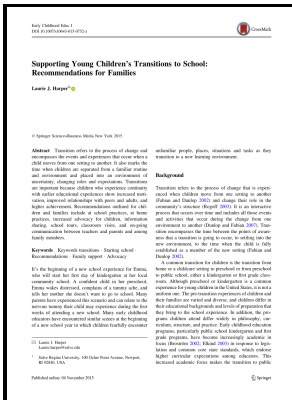 Early Childhood Educ J
DOI 10.1007/s10643-015-0752-z
CrossMark
Supporting Young Children's Transitions to School:
Recommendations for Families
Laurie J. Harper
© Springer Science+Business Media New York 2015
Abstract Transition refers to the process of change and
encompasses the events and experiences that occur when a
child moves from one setting to another. It also marks the
time when children are separated from a familiar routine
and environment and placed into an environment of
uncertainty, changing roles and expectations. Transitions
are important because children who experience continuity
with earlier educational experiences show increased moti-
vation, improved relationships with peers and adults, and
higher achievement. Recommendations outlined for chil-
dren and families include at school practices, at home
practices, increased advocacy for children, information
sharing, school tours, classroom visits, and on-going
communication between teachers and parents and among
family members.
Keywords Keywords transitions · Starting school ·
Recommendations · Family support · Advocacy
It's the beginning of a new school experience for Emma,
who will start her first day of kindergarten at her local
community school. A confident child in her preschool,
Emma wakes distressed, complains of a tummy ache, and
tells her mother she doesn't want to go to school. Many
parents have experienced this scenario and can relate to the
nervous tummy their child may experience during the first
weeks of attending a new school. Many early childhood
educators have encountered similar scenes at the beginning
of a new school year in which children tearfully encounter
Laurie J. Harper
Laurie.harper@salve.edu
1 Salve Regina University, 100 Ochre Point Avenue, Newport,
RI 02840, USA
unfamiliar people, places, situations and tasks as they
transition to a new learning environment.
Background
Transition refers to the process of change that is experi-
enced when children move from one setting to another
(Fabian and Dunlop 2002) and change their role in the
community's structure (Rogoff 2003). It is an interactive
process that occurs over time and includes all those events
and activities that occur during the change from one
environment to another (Dunlop and Fabian 2007). Tran-
sition encompasses the time between the points of aware-
ness that a transition is going to occur, to settling into the
new environment, to the time when the child is fully
established as a member of the new setting (Fabian and
Dunlop 2002).
A common transition for children is the transition from
home or a childcare setting to preschool or from preschool
to public school, either a kindergarten or first grade class-
room. Although preschool or kindergarten is a common
experience for young children in the United States, it is not a
uniform one. The pre-transition experiences of children and
their families are varied and diverse, and children differ in
their educational backgrounds and levels of preparation that
they bring to the school experience. In addition, the pro-
grams children attend differ widely in philosophy, cur-
riculum, structure, and practice. Early childhood education
programs, particularly public school kindergarten and first
grade programs, have become increasingly academic in
focus (Broström 2002; Elkind 2003) in response to legis-
lation and common core state standards, which endorse
higher curricular expectations among educators. This
increased academic focus makes the transition to public
Published online: 04 November 2015
Springer